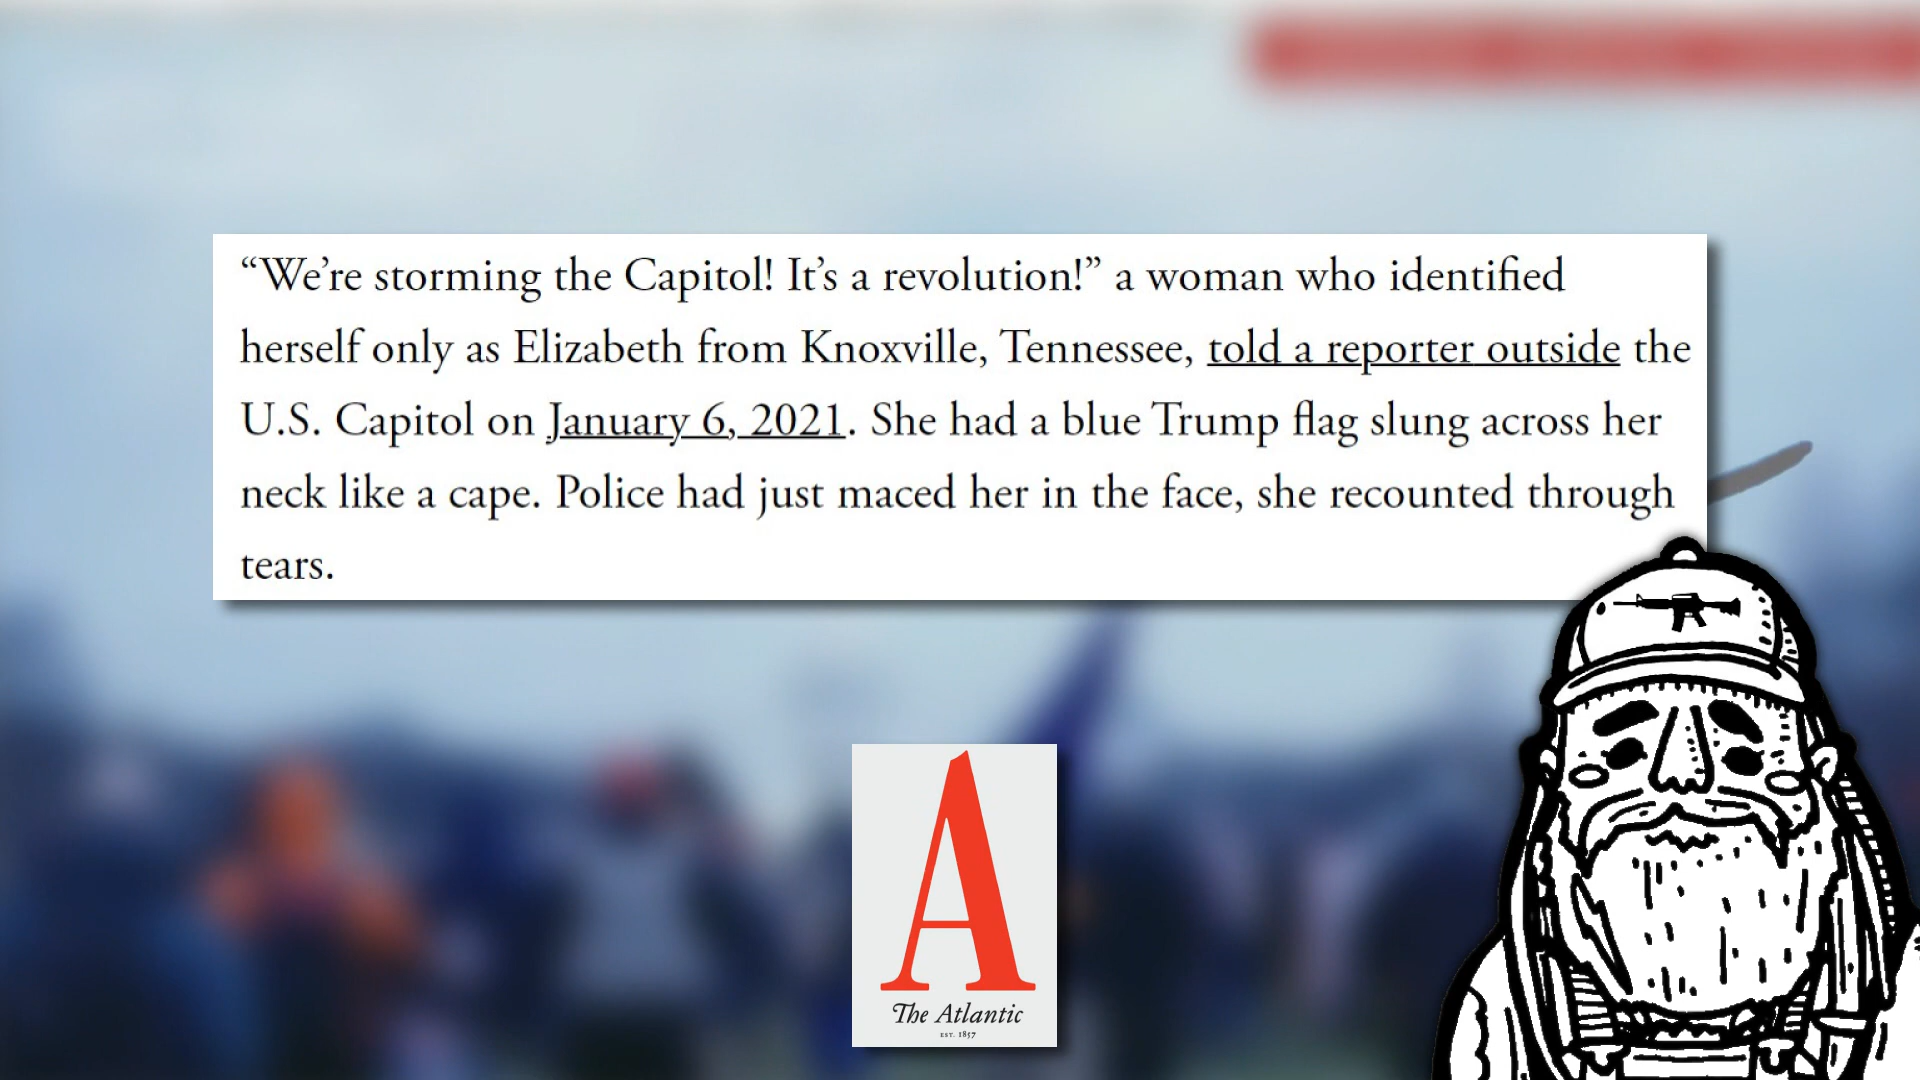 “We’re storming the Capitol! It’s a revolution!” a woman who identified
herself only as Elizabeth from Knoxville, Tennessee, told a reporter outside the
U.S. Capitol on January 6, 2021. She had a blue Trump flag slung across her
neck like a cape. Police had just maced her in the face, she recounted through
tears.
A
The Atlantic
EST. 1857